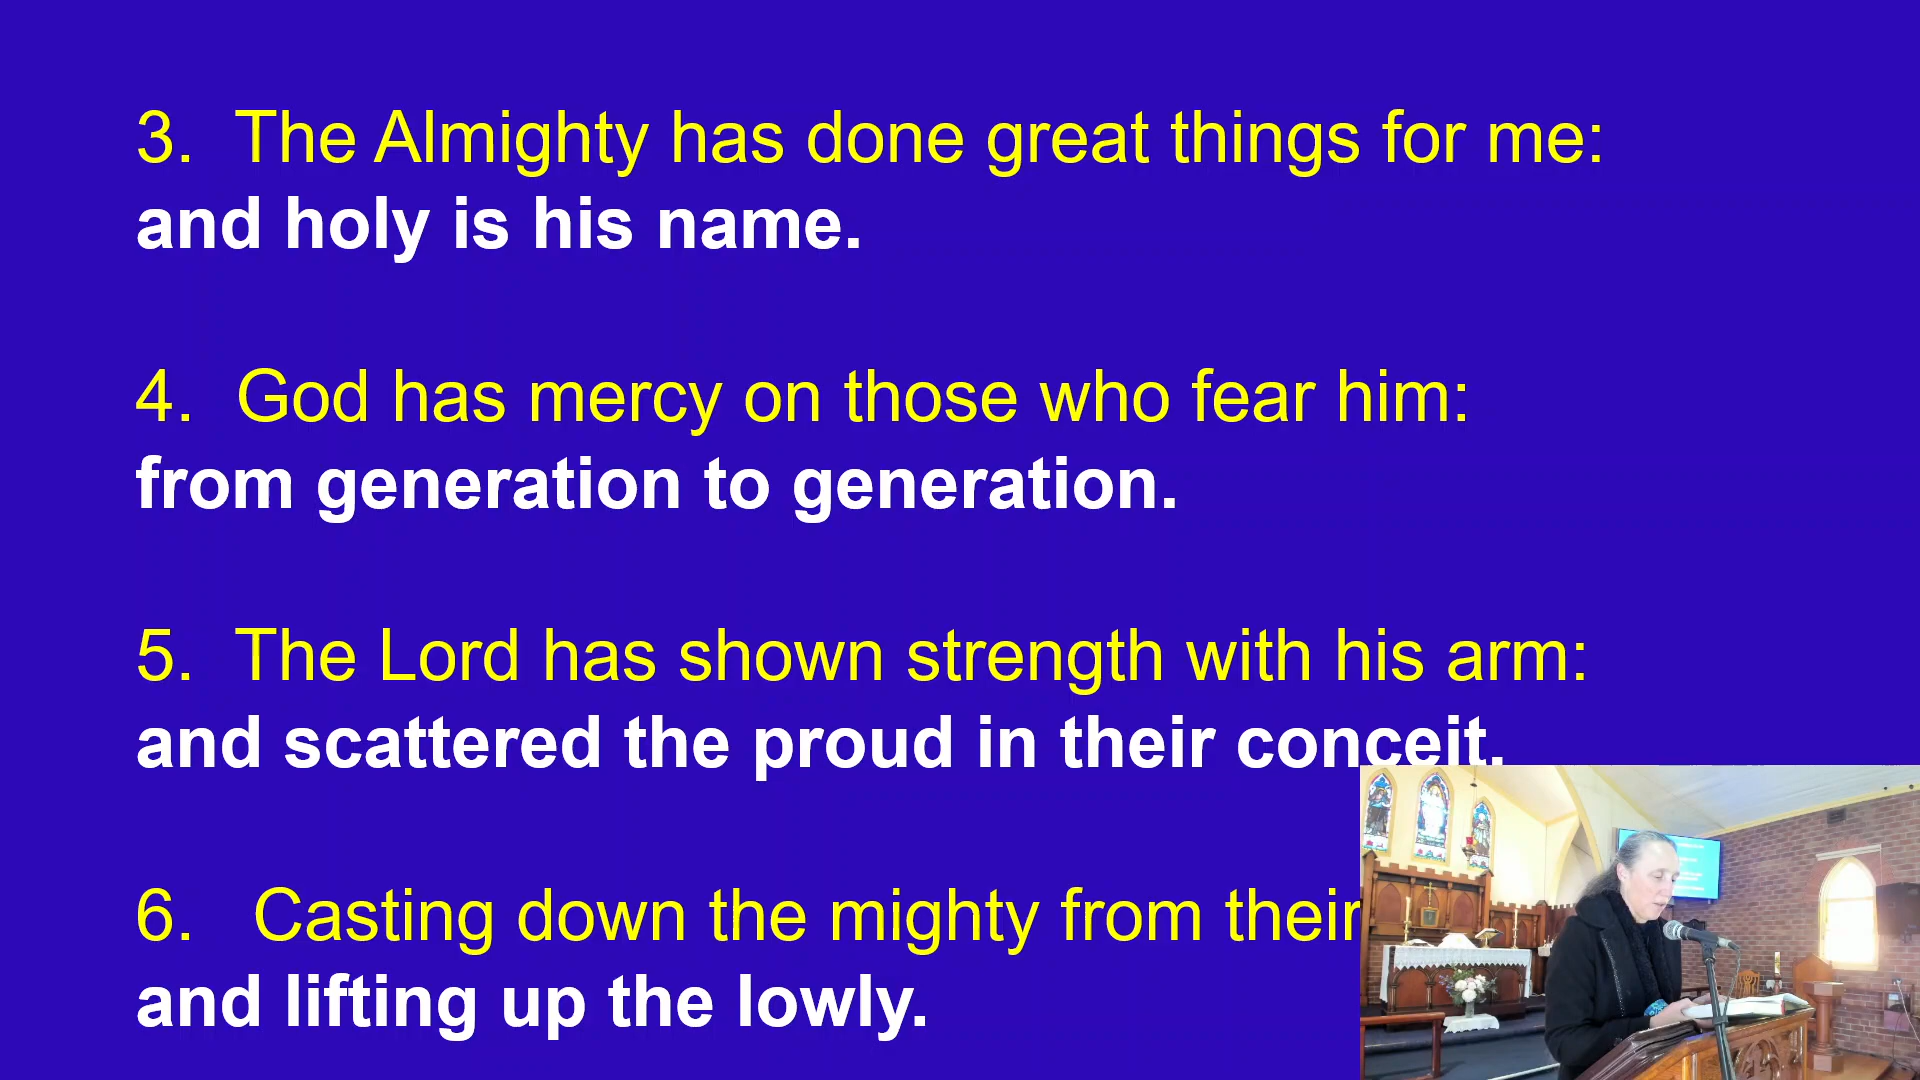 3. The Almighty has done great things for me:
and holy is his name.
4. God has mercy on those who fear him:
from generation to generation.
5. The Lord has shown strength with his arm:
and scattered the proud in their conceit.
6. Casting down the mighty from their
and lifting up the lowly.